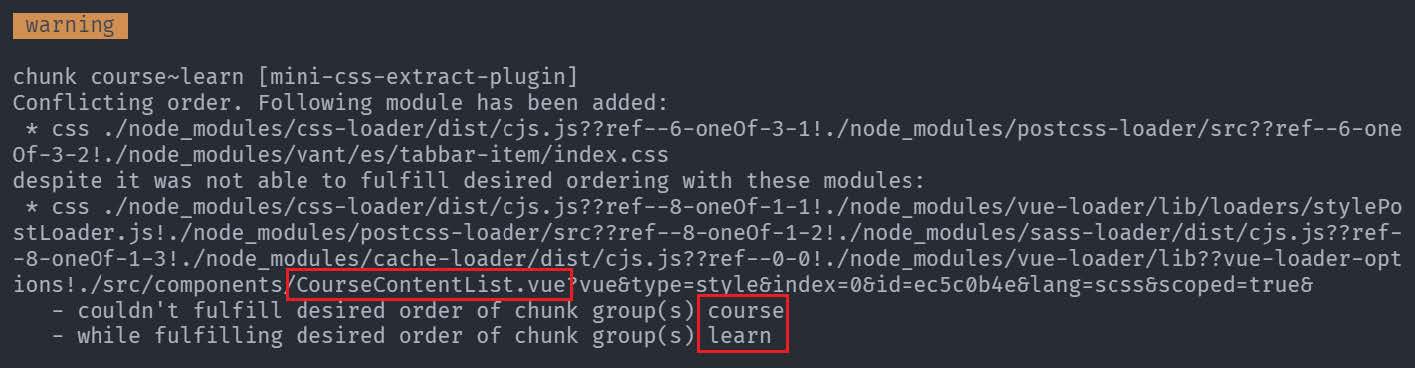 warning
chunk course~learn [mini-css-extract-plugin]
Conflicting order. Following module has been added:
 * css ./node_modules/css-loader/dist/cjs.js??ref--6-oneOf-3-1!./node_modules/postcss-loader/src??ref--6-one
Of-3-2!./node_modules/vant/es/tabbar-item/index.css
despite it was not able to fulfill desired ordering with these modules:
 * css ./node_modules/css-loader/dist/cjs.js??ref--8-oneOf-1-1!./node_modules/vue-loader/lib/loaders/stylePo
stLoader.js!./node_modules/postcss-loader/src??ref--8-oneOf-1-2!./node_modules/sass-loader/dist/cjs.js??ref-
-8-oneOf-1-3!./node_modules/cache-loader/dist/cjs.js??ref--0-0!./node_modules/vue-loader/lib??vue-loader-opt
ions!./src/components/CourseContentList.vue?vue&type=style&index=0&id=ec5c0b4e&lang=scss&scoped=true&
   - couldn't fulfill desired order of chunk group(s) course
   - while fulfilling desired order of chunk group(s) learn